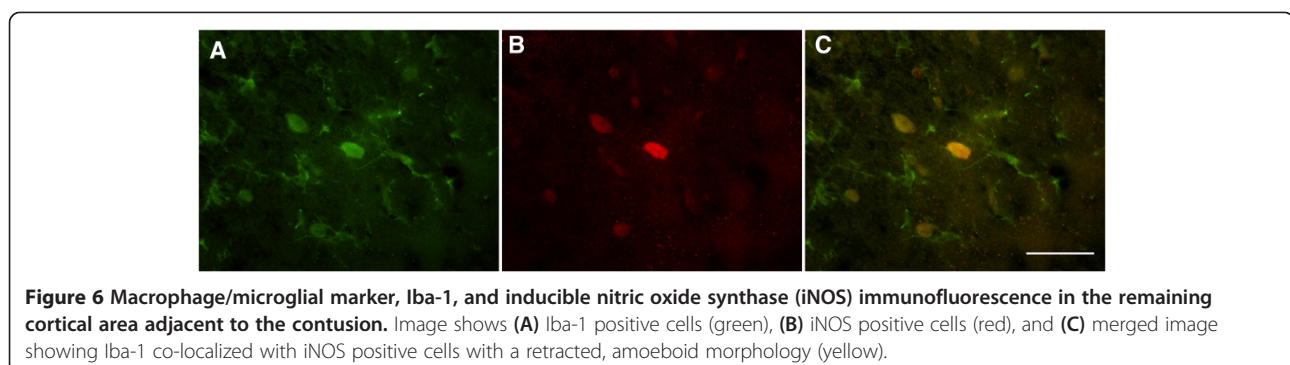 A
B
C
Figure 6 Macrophage/microglial marker, Iba-1, and inducible nitric oxide synthase (iNOS) immunofluorescence in the remaining
cortical area adjacent to the contusion. Image shows (A) Iba-1 positive cells (green), (B) iNOS positive cells (red), and (C) merged image
showing Iba-1 co-localized with iNOS positive cells with a retracted, amoeboid morphology (yellow).